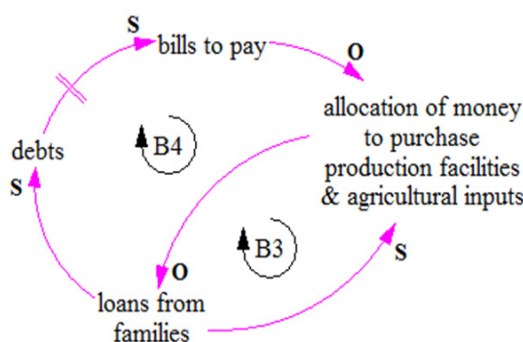 S
bills to pay
O
allocation of money
to purchase
production facilities
& agricultural inputs
B4
debts
S
B3
S
O
loans from
families